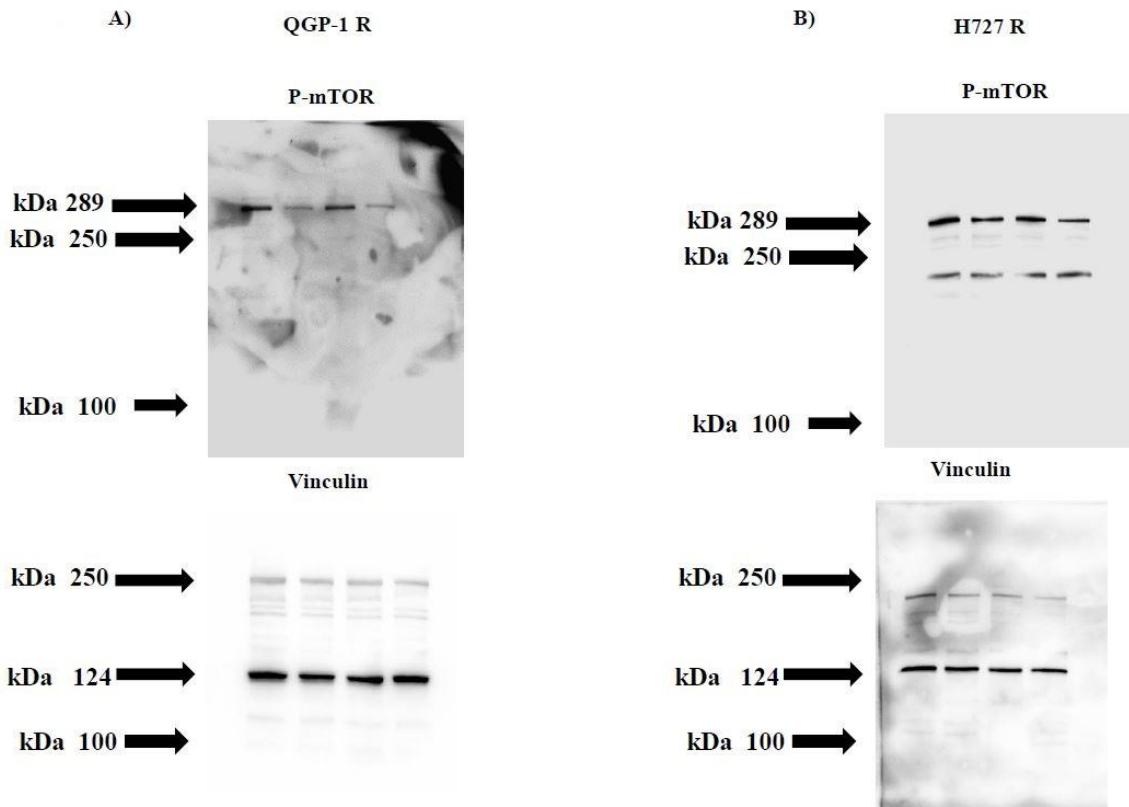 A)
QGP-1 R
P-mTOR
kDa 289
kDa 250
kDa 100
Vinculin
kDa 250
kDa 124
kDa 100
B)
H727 R
P-mTOR
kDa 289
kDa 250
kDa 100
Vinculin
kDa 250
kDa 124
kDa 100